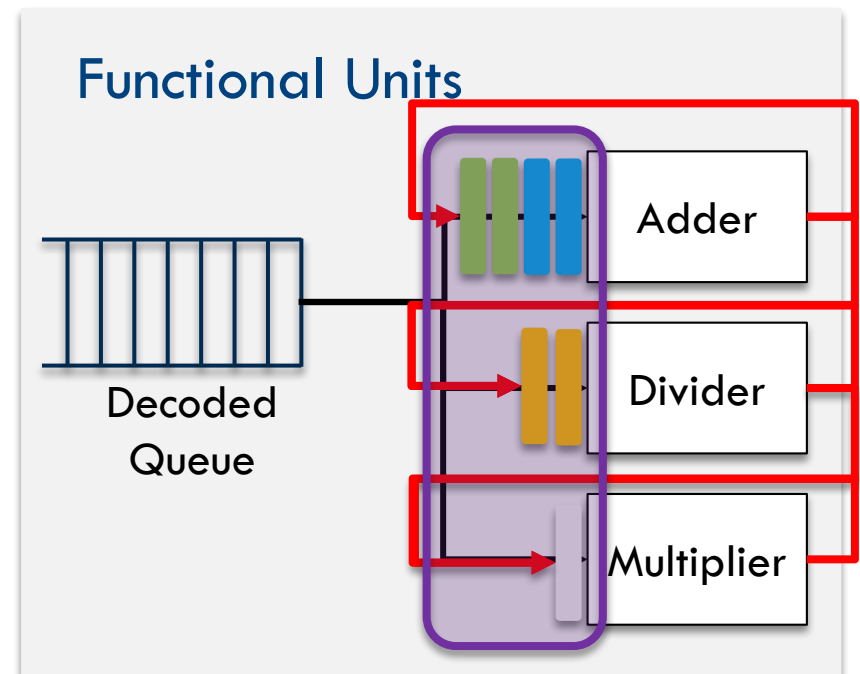 Functional Units
Adder
Divider
Decoded
Queue
Multiplier